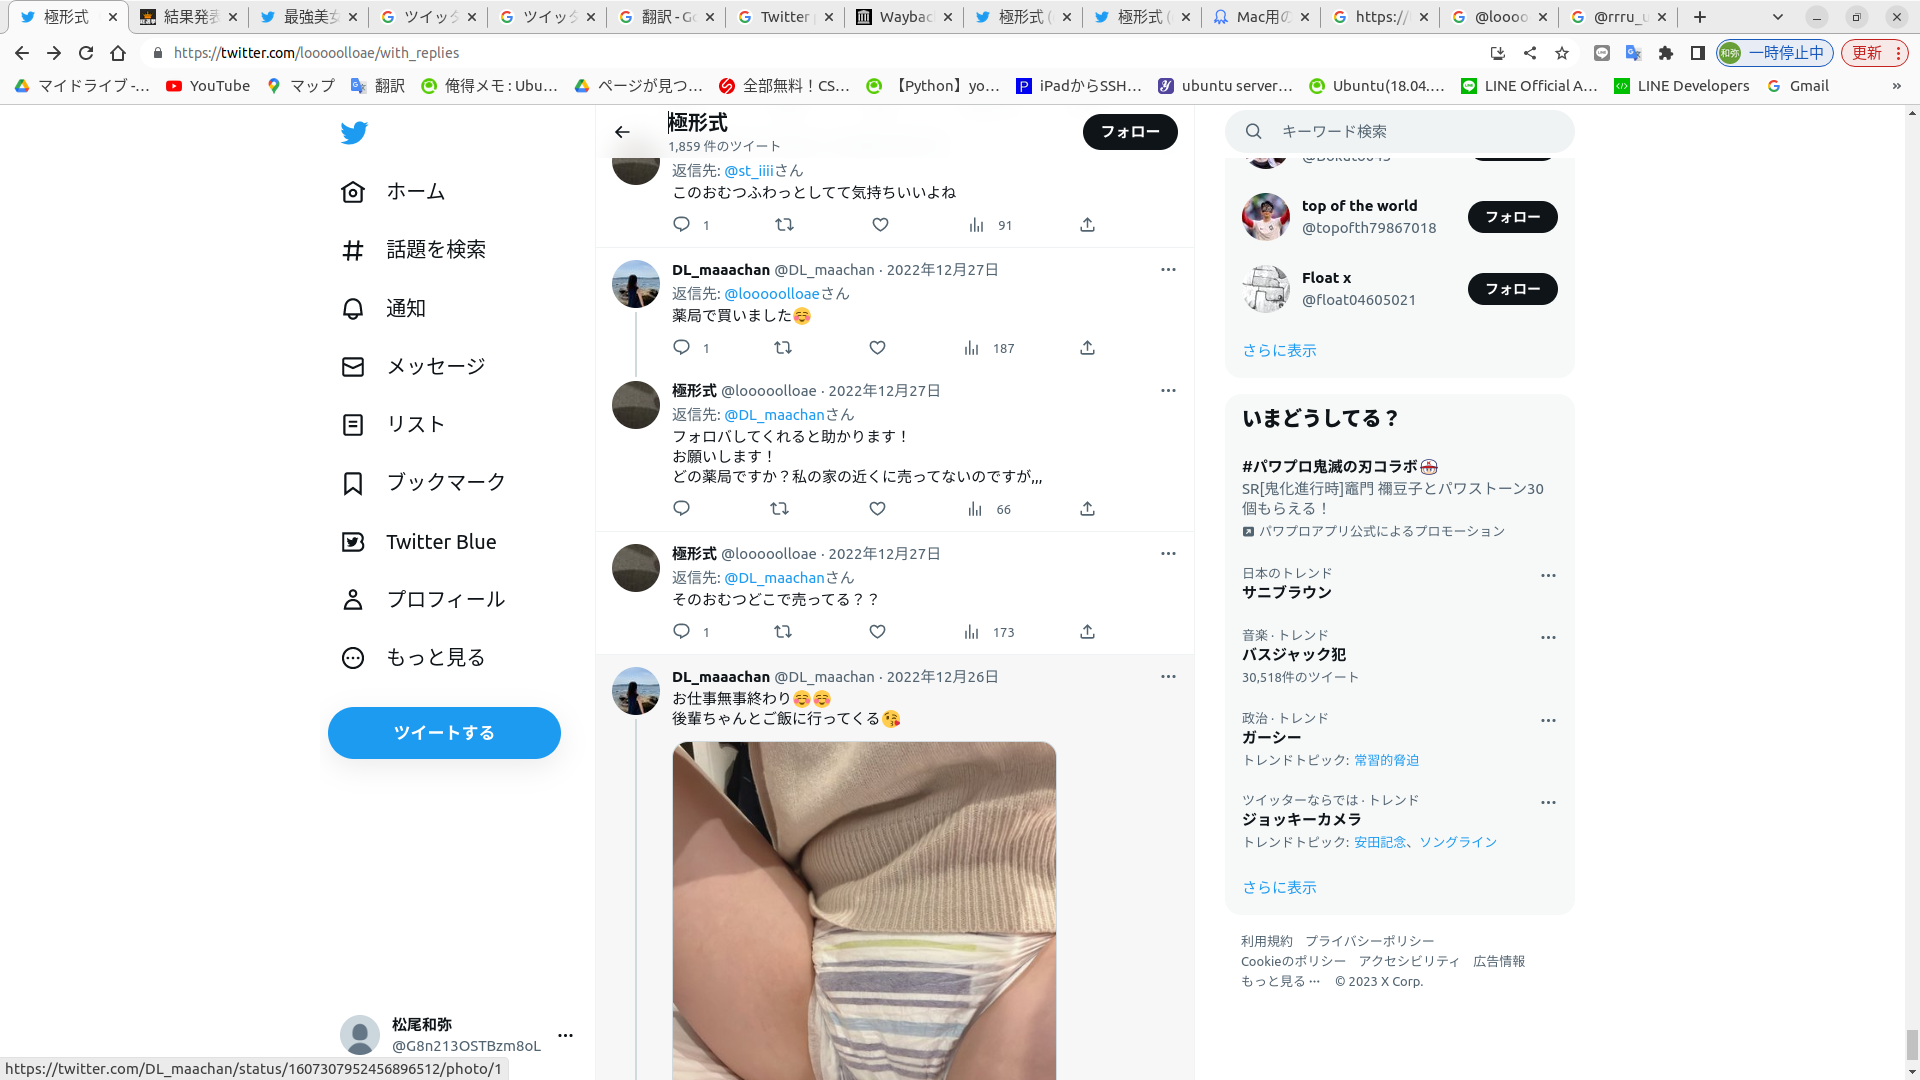 極形式
結果発表
最強美女
ツイッタ
ツイッタ
翻訳 - Go
Twitter
Wayback
極形式 (
極形式 (
Mac用の
https://
@loooo
@rrru_u
https://twitter.com/looooolloae/with_replies
和弥
一時停止中
更新
マイドライブ -...
YouTube
マップ
翻訳
俺得メモ : Ubu...
ページが見つ...
全部無料！CS...
【Python】yo...
iPadからSSH...
ubuntu server...
Ubuntu(18.04....
LINE Official A...
LINE Developers
Gmail
»
ホーム
話題を検索
通知
メッセージ
リスト
ブックマーク
Twitter Blue
プロフィール
もっと見る
ツイートする
松尾和弥
@G8n213OSTBzm8oL
極形式
1,859 件のツイート
フォロー
返信先: @st_iiiiさん
このおむつふわっとしてて気持ちいいよね
1
91
DL_maaachan @DL_maachan · 2022年12月27日
返信先: @looooolloaeさん
薬局で買いました☺️
1
187
極形式 @looooolloae · 2022年12月27日
返信先: @DL_maachanさん
フォロバしてくれると助かります！
お願いします！
どの薬局ですか？私の家の近くに売ってないのですが,,,
66
極形式 @looooolloae · 2022年12月27日
返信先: @DL_maachanさん
そのおむつどこで売ってる？？
1
173
DL_maaachan @DL_maachan · 2022年12月26日
お仕事無事終わり☺️☺️
後輩ちゃんとご飯に行ってくる😘
キーワード検索
top of the world
@topofth79867018
フォロー
Float x
@float04605021
フォロー
さらに表示
いまどうしてる？
#パワプロ鬼滅の刃コラボ
SR[鬼化進行時]竈門 禰豆子とパワストーン30
個もらえる！
パワプロアプリ公式によるプロモーション
日本のトレンド
サニブラウン
音楽 · トレンド
バスジャック犯
30,518件のツイート
政治 · トレンド
ガーシー
トレンドトピック: 常習的脅迫
ツイッターならでは · トレンド
ジョッキーカメラ
トレンドトピック: 安田記念、ソングライン
さらに表示
利用規約 プライバシーポリシー
Cookieのポリシー アクセシビリティ 広告情報
もっと見る ··· © 2023 X Corp.
https://twitter.com/DL_maachan/status/1607307952456896512/photo/1